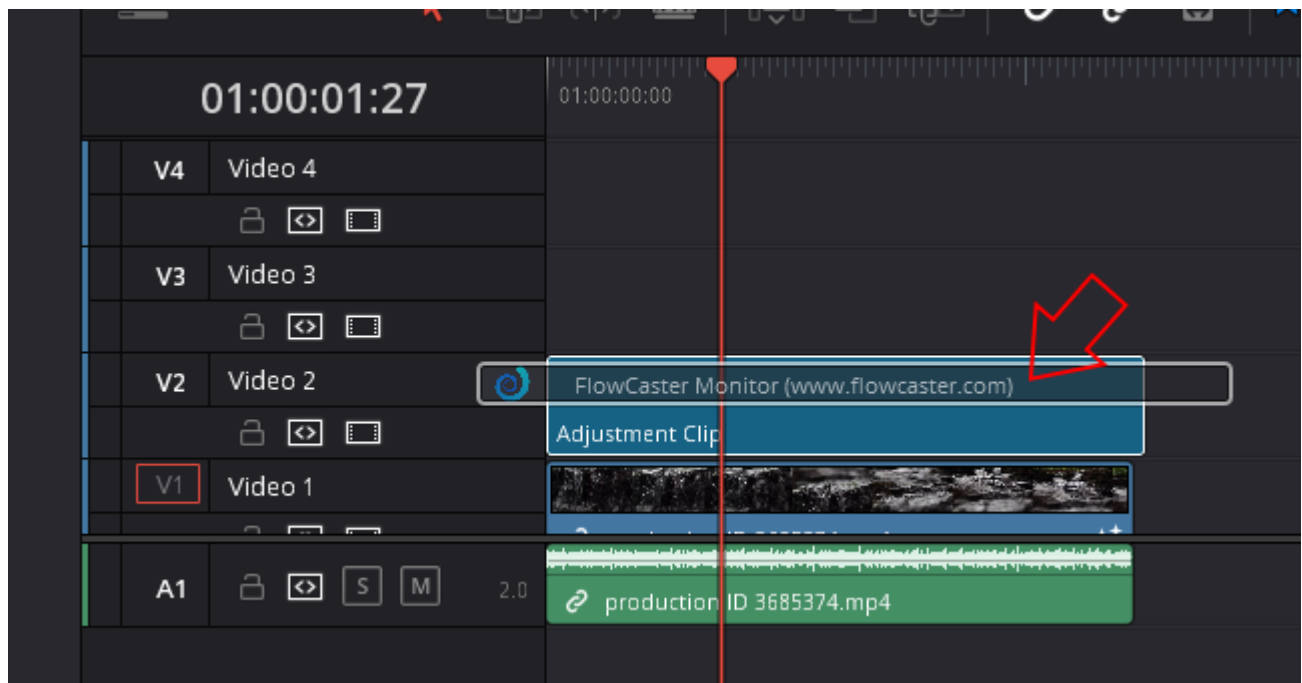 01:00:01:27
01:00:00:00
V4 Video 4
V3 Video 3
V2 Video 2
FlowCaster Monitor (www.flowcaster.com)
Adjustment Clip
V1 Video 1
A1 S M 2.0
production ID 3685374.mp4